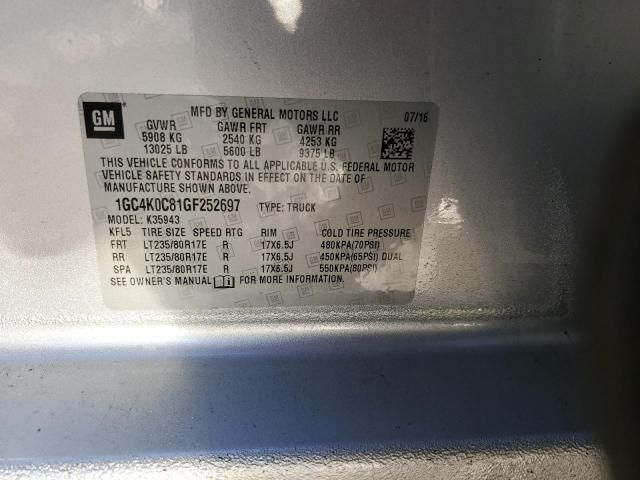 GM
MFD BY GENERAL MOTORS LLC 07/16
GVWR GAWR FRT GAWR RR
5908 KG 2540 KG 4253 KG
13025 LB 5600 LB 9375 LB
THIS VEHICLE CONFORMS TO ALL APPLICABLE U.S. FEDERAL MOTOR
VEHICLE SAFETY STANDARDS IN EFFECT ON THE DATE OF
MANUFACTURE SHOWN ABOVE.
1GC4K0C81GF252697 TYPE: TRUCK
MODEL: K35943
KFL5 TIRE SIZE SPEED RTG RIM COLD TIRE PRESSURE
FRT LT235/80R17E R 17X6.5J 480KPA(70PSI)
RR LT235/80R17E R 17X6.5J 450KPA(65PSI) DUAL
SPA LT235/80R17E R 17X6.5J 550KPA(80PSI)
SEE OWNER'S MANUAL FOR MORE INFORMATION.